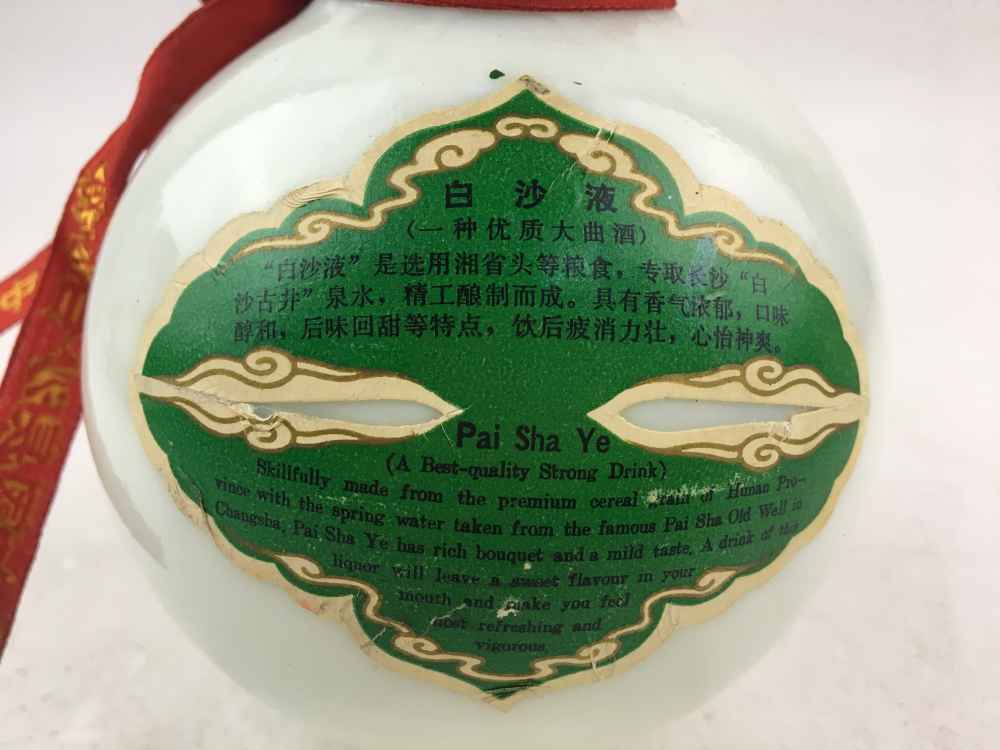 白沙液
(一种优质大曲酒)
“白沙液”是选用湘省头等粮食，专取长沙“白
沙古井”泉水，精工酿制而成。具有香气浓郁，口味
醇和，后味回甜等特点，饮后疲消力壮，心怡神爽。
Pai Sha Ye
(A Best-quality Strong Drink)
Skillfully made from the premium cereal grain of Hunan Pro-
vince with the spring water taken from the famous Pai Sha Old Well in
Changsha, Pai Sha Ye has rich bouquet and a mild taste. A drink of the
liquor will leave a sweet flavour in your
mouth and make you feel
most refreshing and
vigorous.